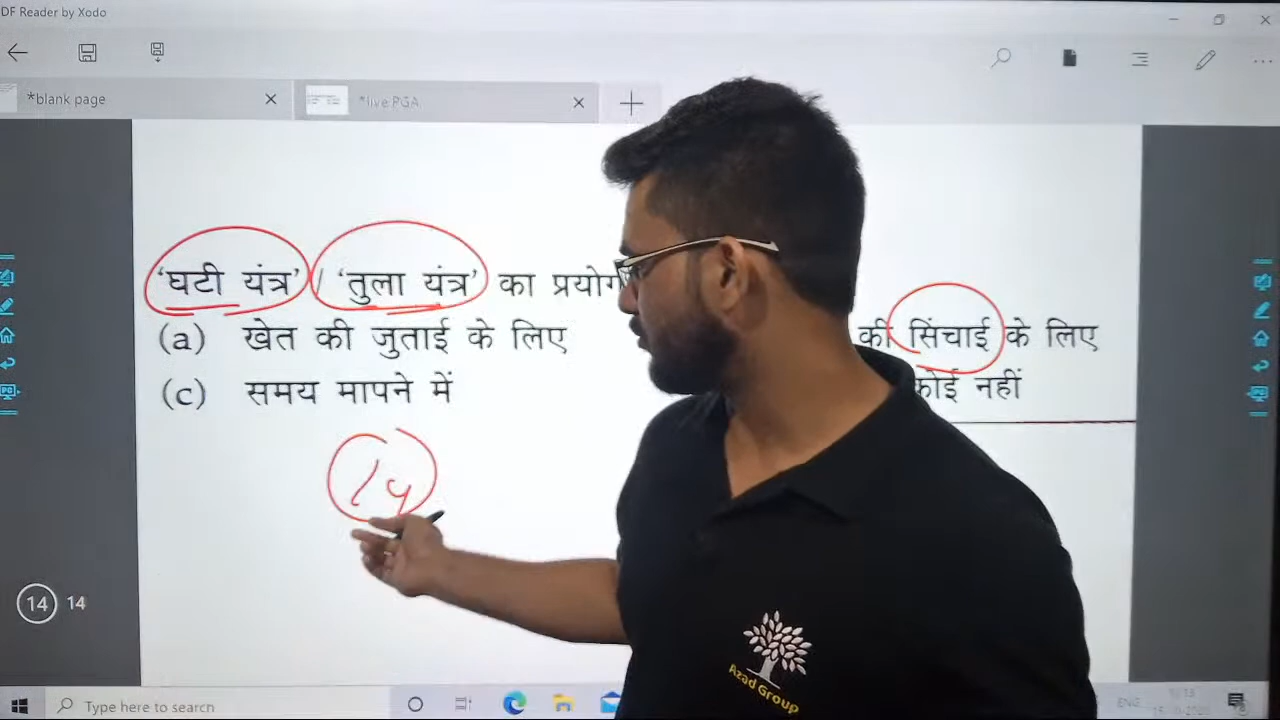 DF Reader by Xodo
*blank page
*live PGA
‘घटी यंत्र’ / ‘तुला यंत्र’ का प्रयोग
(a) खेत की जुताई के लिए
की सिंचाई के लिए
(c) समय मापने में
कोई नहीं
14 14
Azad Group
Type here to search
ENG